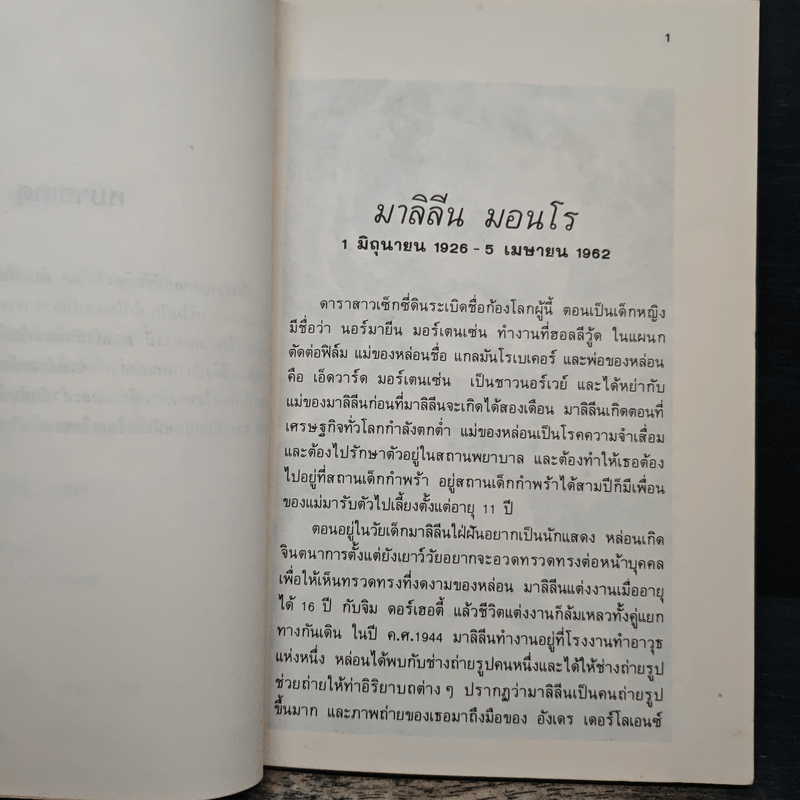 1
มาลิลีน มอนโร
1 มิถุนายน 1926 - 5 เมษายน 1962
ดาราสาวเซ็กซี่ดินระเบิดชื่อก้องโลกผู้นี้ ตอนเป็นเด็กหญิง
มีชื่อว่า นอร์มายีน มอร์เตนเซ่น ทำงานที่ฮอลลีวู้ด ในแผนก
ตัดต่อฟิล์ม แม่ของหล่อนชื่อ แกลมันโรเบเคอร์ และพ่อของหล่อน
คือ เอ็ดวาร์ด มอร์เตนเซ่น เป็นชาวนอร์เวย์ และได้หย่ากับ
แม่ของมาลิลีนก่อนที่มาลิลีนจะเกิดได้สองเดือน มาลิลีนเกิดตอนที่
เศรษฐกิจทั่วโลกกำลังตกต่ำ แม่ของหล่อนเป็นโรคความจำเสื่อม
และต้องไปรักษาตัวอยู่ในสถานพยาบาล และต้องทำให้เธอต้อง
ไปอยู่ที่สถานเด็กกำพร้า อยู่สถานเด็กกำพร้าได้สามปีก็มีเพื่อน
ของแม่มารับตัวไปเลี้ยงตั้งแต่อายุ 11 ปี
ตอนอยู่ในวัยเด็กมาลิลีนใฝ่ฝันอยากเป็นนักแสดง หล่อนเกิด
จินตนาการตั้งแต่ยังเยาว์วัยอยากจะอวดทรวดทรงต่อหน้าบุคคล
เพื่อให้เห็นทรวดทรงที่งดงามของหล่อน มาลิลีนแต่งงานเมื่ออายุ
ได้ 16 ปี กับจิม ดอร์เฮอตี้ แล้วชีวิตแต่งงานก็ล้มเหลวทั้งคู่แยก
ทางกันเดิน ในปี ค.ศ.1944 มาลิลีนทำงานอยู่ที่โรงงานทำอาวุธ
แห่งหนึ่ง หล่อนได้พบกับช่างถ่ายรูปคนหนึ่งและได้ให้ช่างถ่ายรูป
ช่วยถ่ายให้ท่าอิริยาบถต่าง ๆ ปรากฏว่ามาลิลีนเป็นคนถ่ายรูป
ขึ้นมาก และภาพถ่ายของเธอมาถึงมือของ อังเดร เดอร์โลเอนซ์